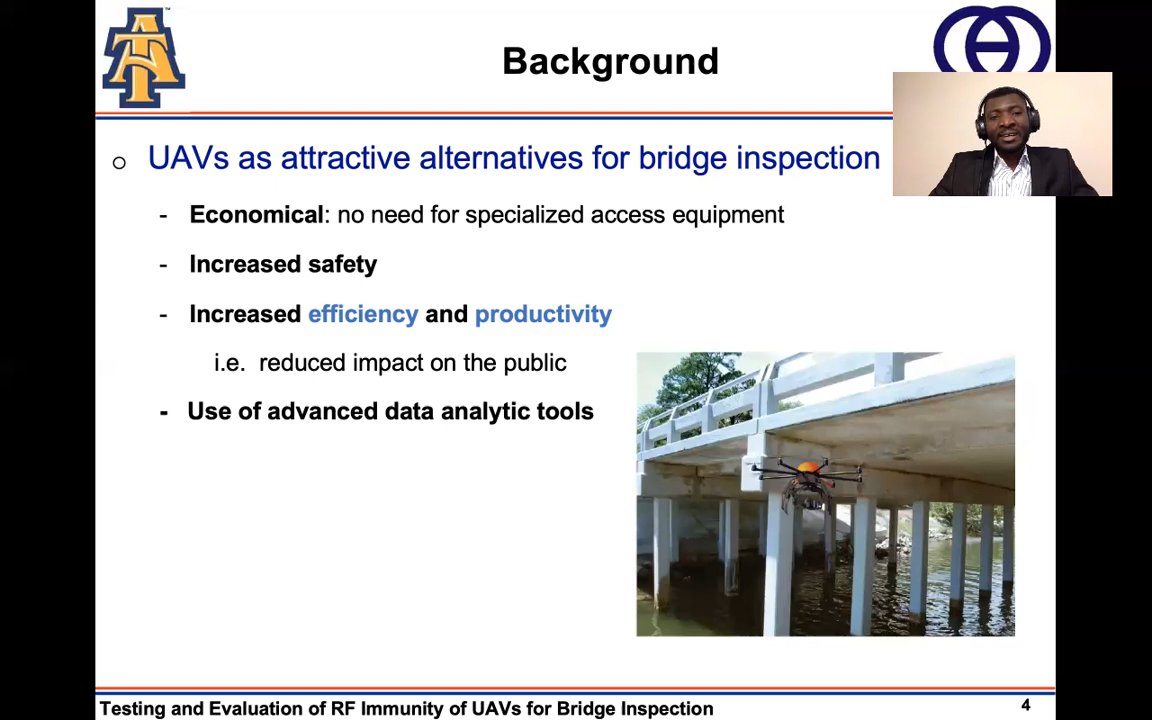 Background
○ UAVs as attractive alternatives for bridge inspection
- Economical: no need for specialized access equipment
- Increased safety
- Increased efficiency and productivity
i.e. reduced impact on the public
- Use of advanced data analytic tools
Testing and Evaluation of RF Immunity of UAVs for Bridge Inspection
4